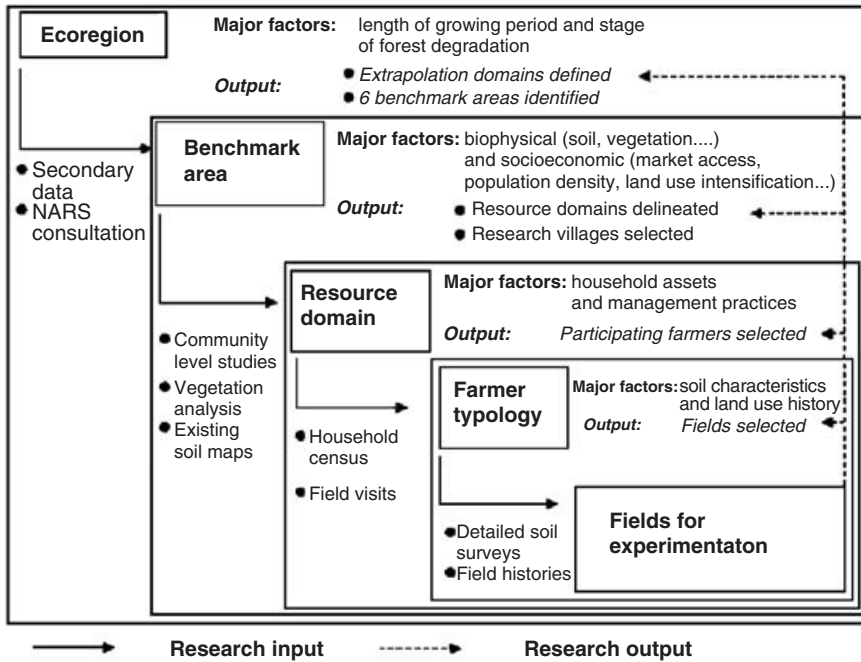 Ecoregion
Major factors: length of growing period and stage
of forest degradation
Output:
● Extrapolation domains defined
● 6 benchmark areas identified
● Secondary
data
● NARS
consultation
Benchmark
area
Major factors: biophysical (soil, vegetation....)
and socioeconomic (market access,
population density, land use intensification...)
Output:
● Resource domains delineated
● Research villages selected
● Community
level studies
● Vegetation
analysis
● Existing
soil maps
Resource
domain
Major factors: household assets
and management practices
Output: Participating farmers selected
● Household
census
● Field visits
Farmer
typology
Major factors: soil characteristics
and land use history
Output: Fields selected
● Detailed soil
surveys
● Field histories
Fields for
experimentaton
Research input
Research output